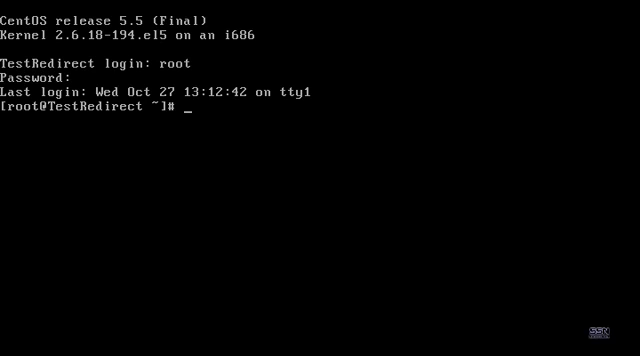 CentOS release 5.5 (Final)
Kernel 2.6.18-194.el5 on an i686
TestRedirect login: root
Password:
Last login: Wed Oct 27 13:12:42 on tty1
[root@TestRedirect ~]# _
SSN